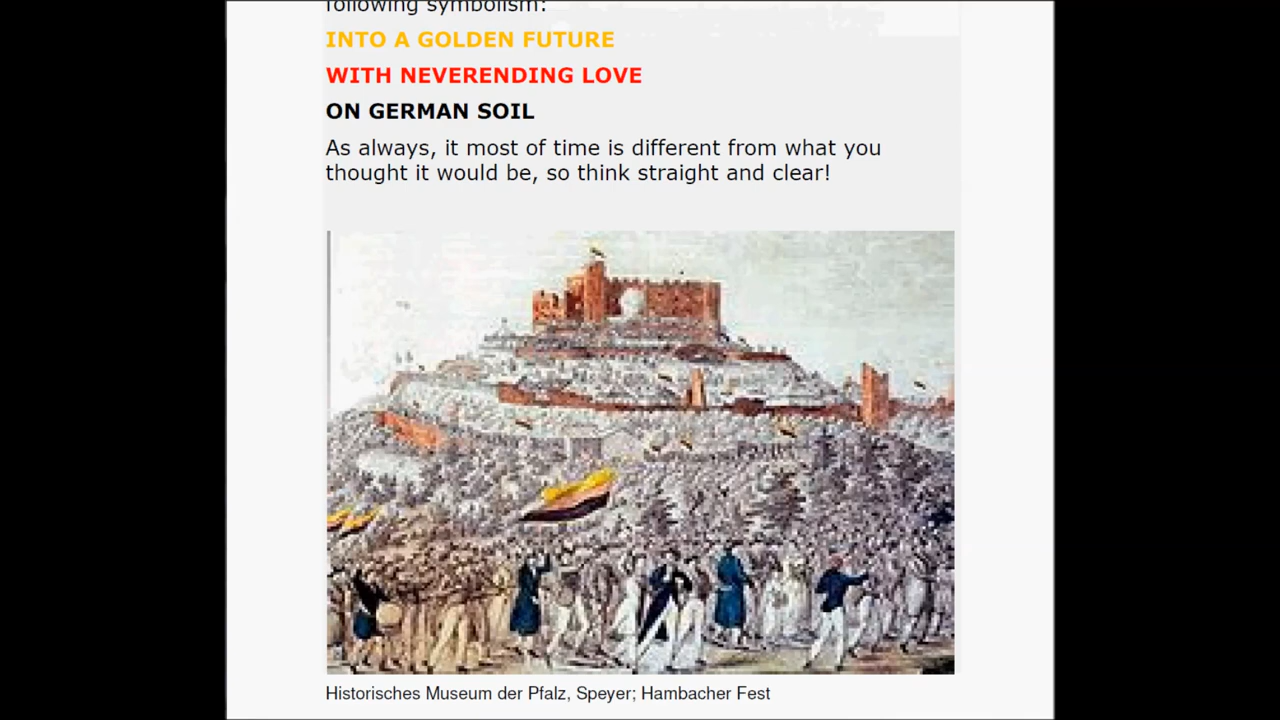 following symbolism:
INTO A GOLDEN FUTURE
WITH NEVERENDING LOVE
ON GERMAN SOIL
As always, it most of time is different from what you
thought it would be, so think straight and clear!
Historisches Museum der Pfalz, Speyer; Hambacher Fest